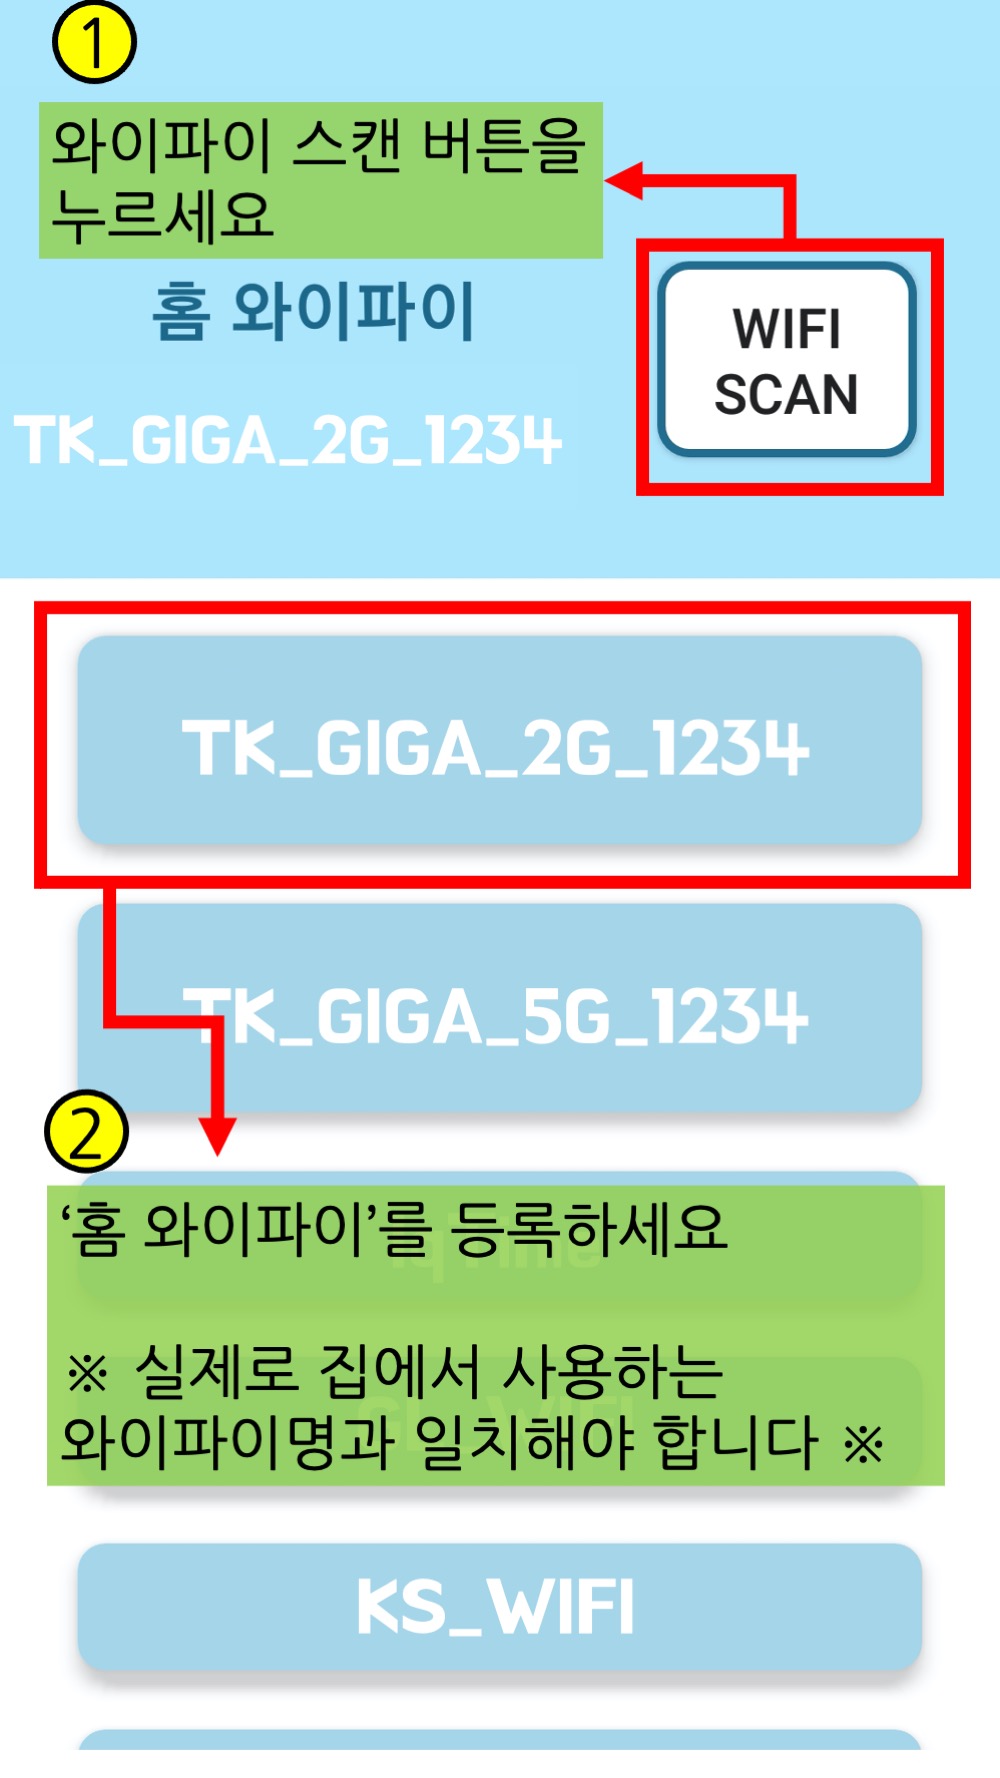 1
와이파이 스캔 버튼을
누르세요
홈 와이파이
WIFI
SCAN
TK_GIGA_2G_1234
TK_GIGA_2G_1234
TK_GIGA_5G_1234
2
‘홈 와이파이’를 등록하세요
※ 실제로 집에서 사용하는
와이파이명과 일치해야 합니다 ※
KS_WIFI